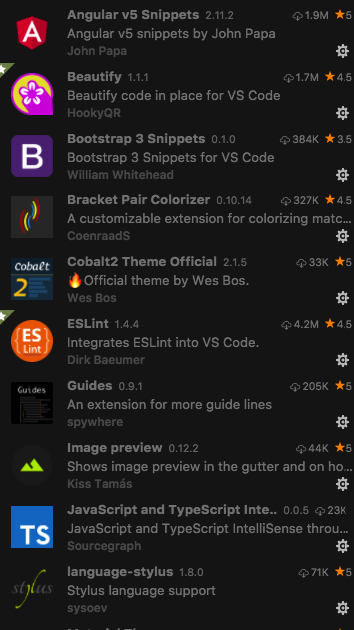 Angular v5 Snippets 2.11.2 1.9M 5
Angular v5 snippets by John Papa
John Papa
Beautify 1.1.1 1.7M 4.5
Beautify code in place for VS Code
HookyQR
B
Bootstrap 3 Snippets 0.1.0 384K 3.5
Bootstrap 3 Snippets for VS Code
William Whitehead
Bracket Pair Colorizer 0.10.14 327K 4.5
A customizable extension for colorizing matc...
CoenraadS
Cobalt
2
Cobalt2 Theme Official 2.1.5 33K 5
🔥Official theme by Wes Bos.
Wes Bos
{ES}
Lint
ESLint 1.4.4 4.2M 4.5
Integrates ESLint into VS Code.
Dirk Baeumer
Guides
Guides 0.9.1 205K 5
An extension for more guide lines
spywhere
Image preview 0.12.2 44K 5
Shows image preview in the gutter and on ho...
Kiss Tamás
TS
JavaScript and TypeScript Inte.. 0.0.5 23K
JavaScript and TypeScript IntelliSense throu...
Sourcegraph
stylus
language-stylus 1.8.0 71K 5
Stylus language support
sysoev